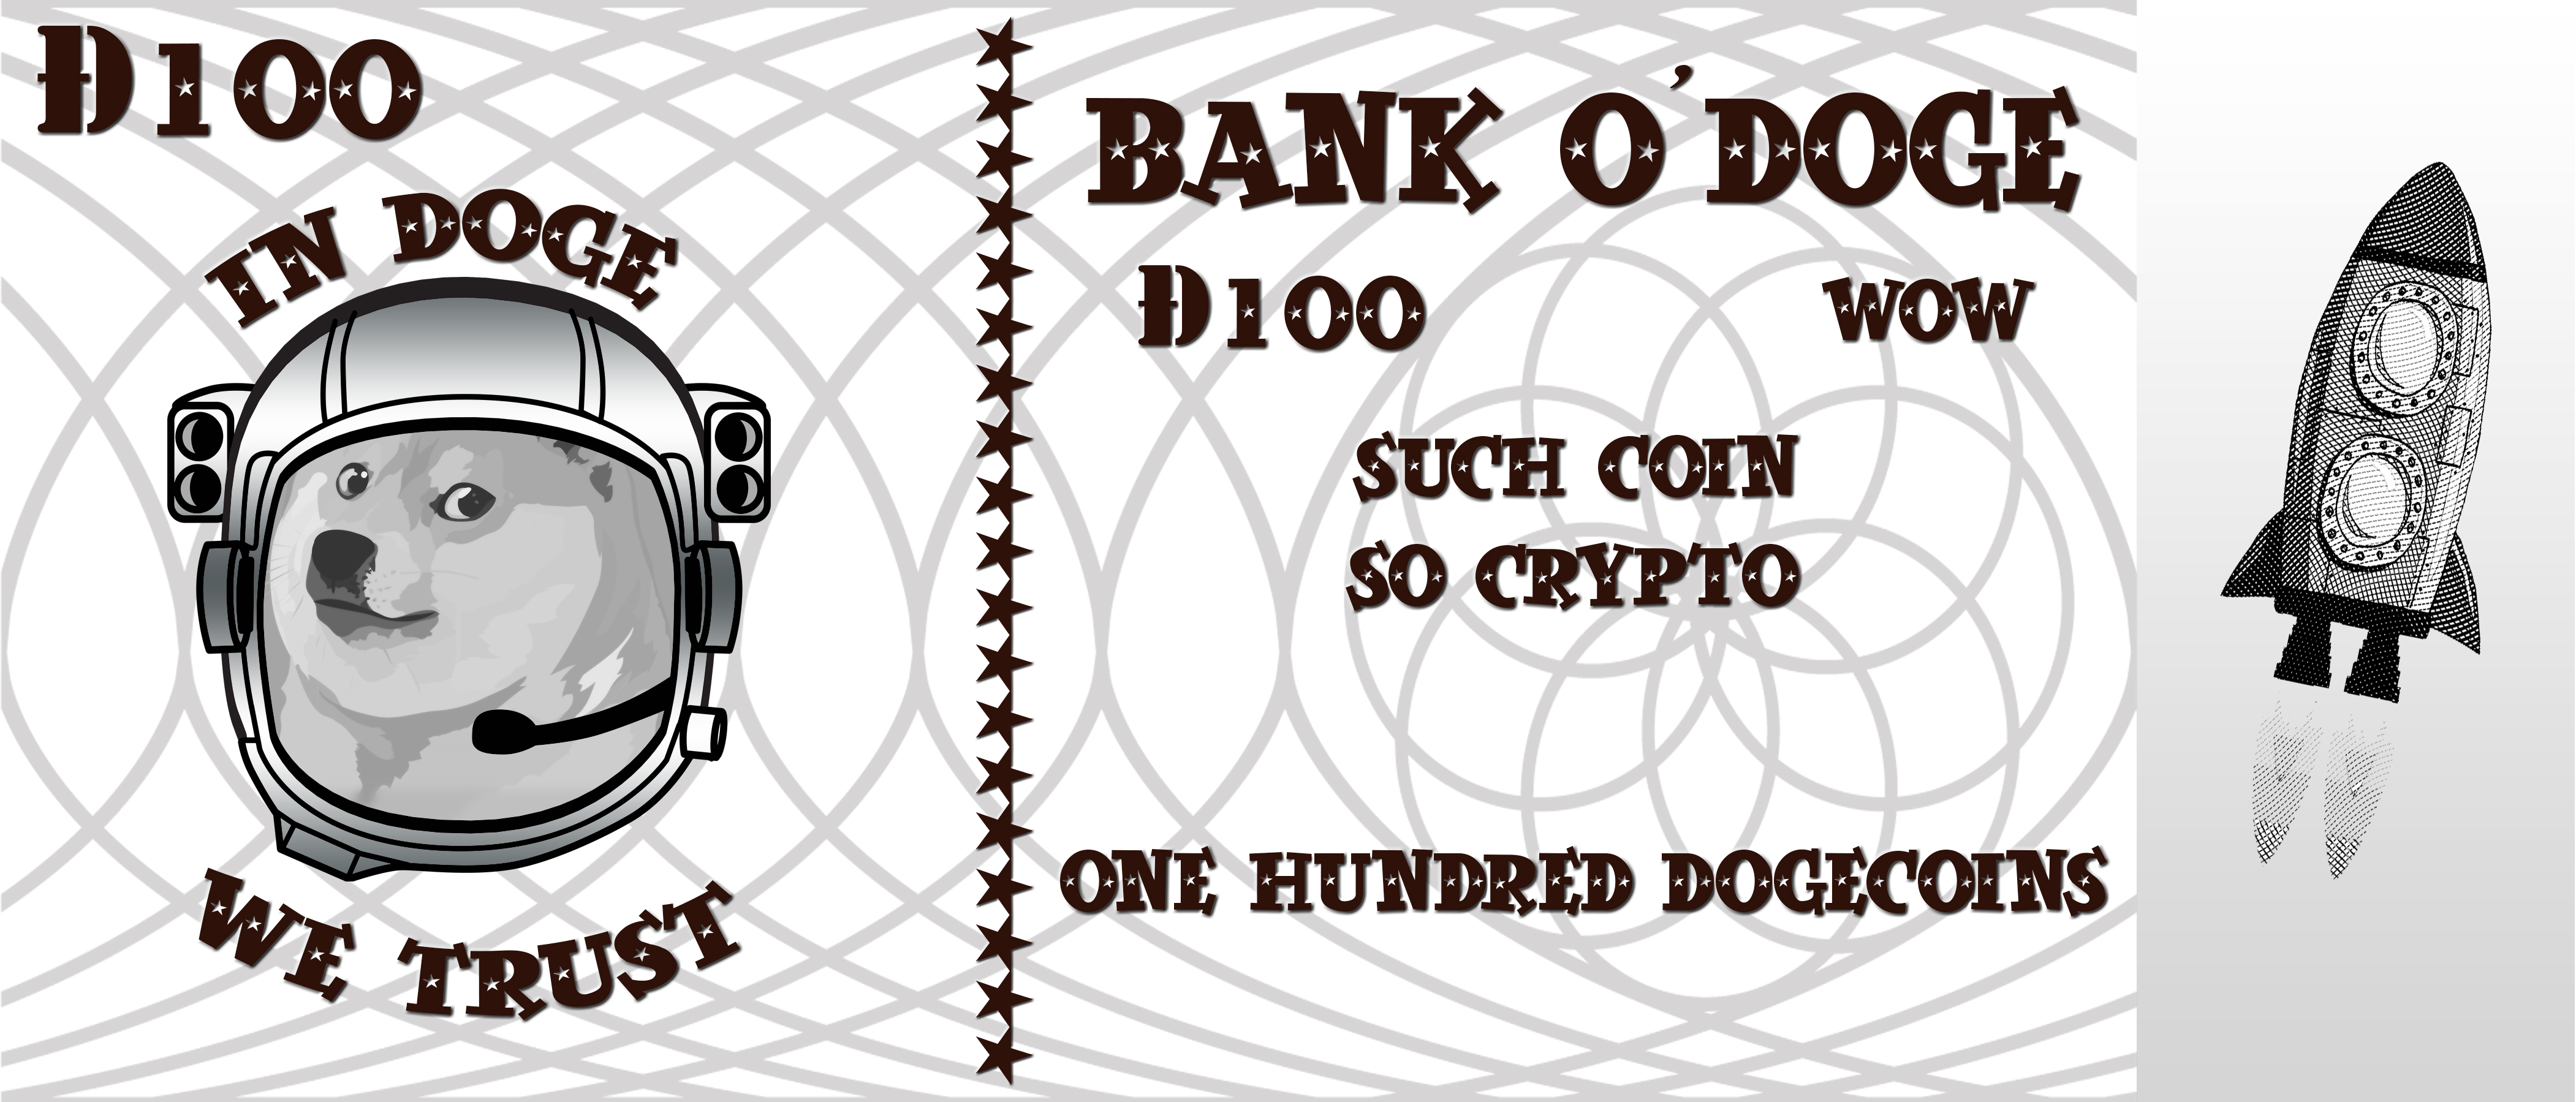 Đ100
IN DOGE
WE TRUST
BANK O'DOGE
Đ100
WOW
SUCH COIN
SO CRYPTO
ONE HUNDRED DOGECOINS